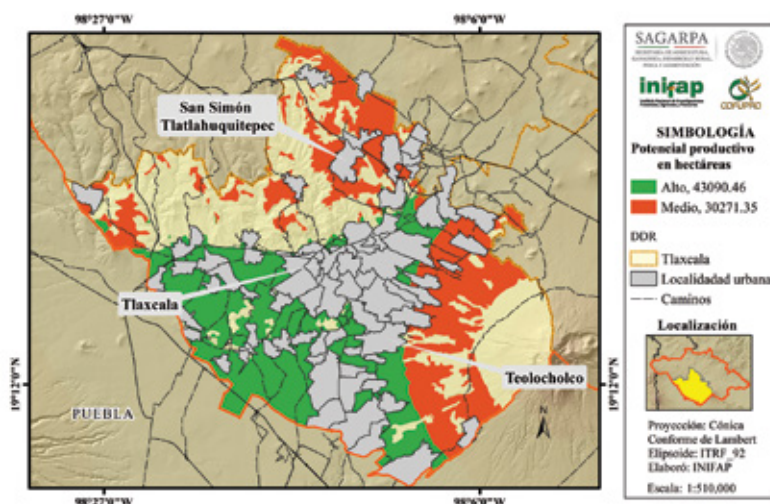 98°27'0"W
98°6'0"W
San Simón
Tlatlahuquitepec
Tlaxcala
Teolocholco
PUEBLA
N
19°12'0"N
19°12'0"N
98°27'0"W
98°6'0"W
SAGARPA
inifap
COFUPRO
SIMBOLOGÍA
Potencial productivo
en hectáreas
Alto, 43090.46
Medio, 30271.35
DDR
Tlaxcala
Localidadad urbana
Caminos
Localización
Proyección: Cónica
Conforme de Lambert
Elipsoide: ITRF_92
Elaboró: INIFAP
Escala: 1:510,000